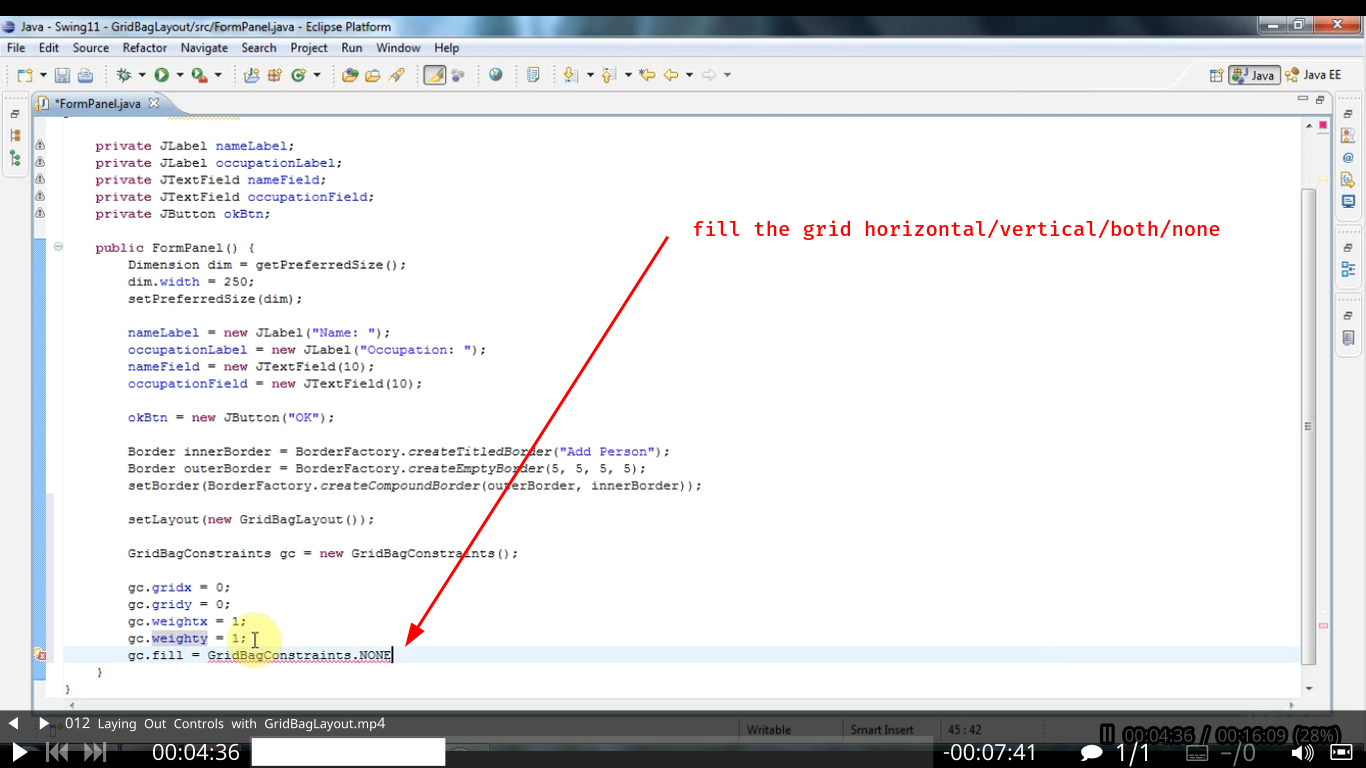 Java - Swing11 - GridBagLayout/src/FormPanel.java - Eclipse Platform
File Edit Source Refactor Navigate Search Project Run Window Help
Java Java EE
*FormPanel.java
private JLabel nameLabel;
private JLabel occupationLabel;
private JTextField nameField;
private JTextField occupationField;
private JButton okBtn;
fill the grid horizontal/vertical/both/none
public FormPanel() {
Dimension dim = getPreferredSize();
dim.width = 250;
setPreferredSize(dim);
nameLabel = new JLabel("Name: ");
occupationLabel = new JLabel("Occupation: ");
nameField = new JTextField(10);
occupationField = new JTextField(10);
okBtn = new JButton("OK");
Border innerBorder = BorderFactory.createTitledBorder("Add Person");
Border outerBorder = BorderFactory.createEmptyBorder(5, 5, 5, 5);
setBorder(BorderFactory.createCompoundBorder(outerBorder, innerBorder));
setLayout(new GridBagLayout());
GridBagConstraints gc = new GridBagConstraints();
gc.gridx = 0;
gc.gridy = 0;
gc.weightx = 1;
gc.weighty = 1;
gc.fill = GridBagConstraints.NONE
}
}
012 Laying Out Controls with GridBagLayout.mp4
Writable Smart Insert 45 : 42
00:04:36 / 00:16:09 (28%)
00:04:36 -00:07:41 1/1 −/0